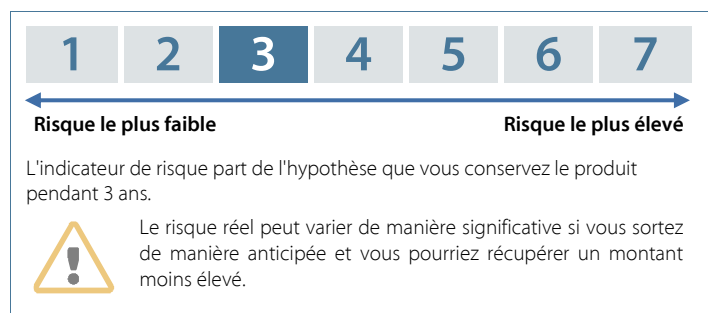 1 2 3 4 5 6 7
Risque le plus faible Risque le plus élevé
L'indicateur de risque part de l'hypothèse que vous conservez le produit
pendant 3 ans.
Le risque réel peut varier de manière significative si vous sortez
de manière anticipée et vous pourriez récupérer un montant
moins élevé.